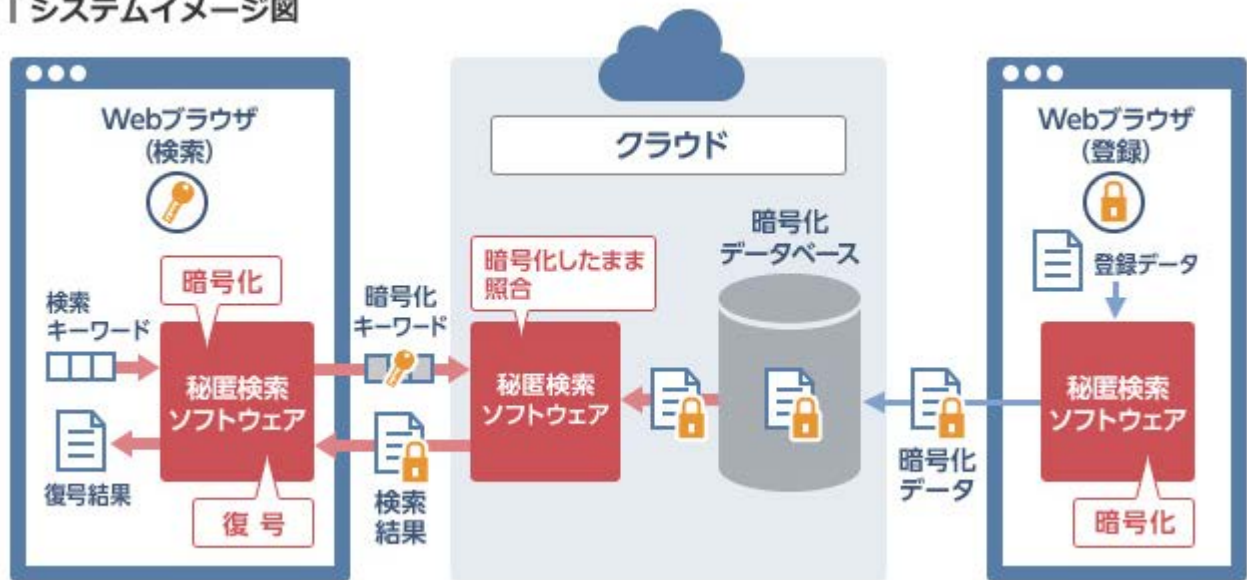 システムイメージ図
Webブラウザ
(検索)
検索
キーワード
暗号化
秘匿検索
ソフトウェア
復号結果
復 号
暗号化
キーワード
検索
結果
クラウド
暗号化したまま
照合
秘匿検索
ソフトウェア
暗号化
データベース
暗号化
データ
Webブラウザ
(登録)
登録データ
秘匿検索
ソフトウェア
暗号化